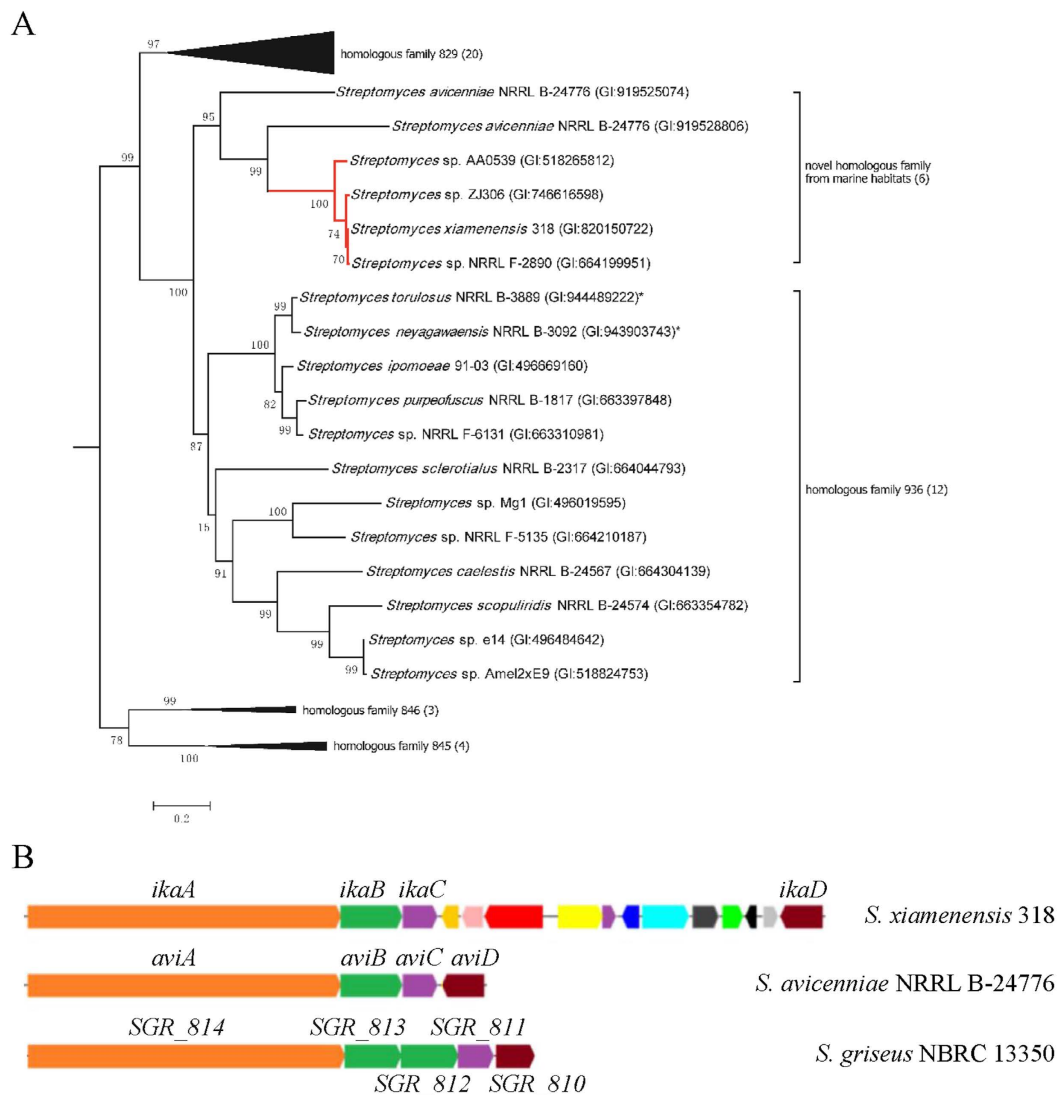 A
97
homologous family 829 (20)
Streptomyces avicenniae NRRL B-24776 (GI:919525074)
95
Streptomyces avicenniae NRRL B-24776 (GI:919528806)
99
Streptomyces sp. AA0539 (GI:518265812)
99
novel homologous family
from marine habitats (6)
Streptomyces sp. ZJ306 (GI:746616598)
100
Streptomyces xiamenensis 318 (GI:820150722)
74
Streptomyces sp. NRRL F-2890 (GI:664199951)
70
100
Streptomyces torulosus NRRL B-3889 (GI:944489222)*
99
Streptomyces neyagawaensis NRRL B-3092 (GI:943903743)*
100
Streptomyces ipomoeae 91-03 (GI:496669160)
Streptomyces purpeofuscus NRRL B-1817 (GI:663397848)
82
Streptomyces sp. NRRL F-6131 (GI:663310981)
99
87
Streptomyces sclerotialus NRRL B-2317 (GI:664044793)
homologous family 936 (12)
Streptomyces sp. Mg1 (GI:496019595)
100
15
Streptomyces sp. NRRL F-5135 (GI:664210187)
91
Streptomyces caelestis NRRL B-24567 (GI:664304139)
Streptomyces scopuliridis NRRL B-24574 (GI:663354782)
99
Streptomyces sp. e14 (GI:496484642)
99
Streptomyces sp. Amel2xE9 (GI:518824753)
99
99
homologous family 846 (3)
78
homologous family 845 (4)
100
0.2
B
ikaA ikaB ikaC ikaD
S. xiamenensis 318
aviA aviB aviC aviD
S. avicenniae NRRL B-24776
SGR_814 SGR_813 SGR_811
S. griseus NBRC 13350
SGR_812 SGR_810